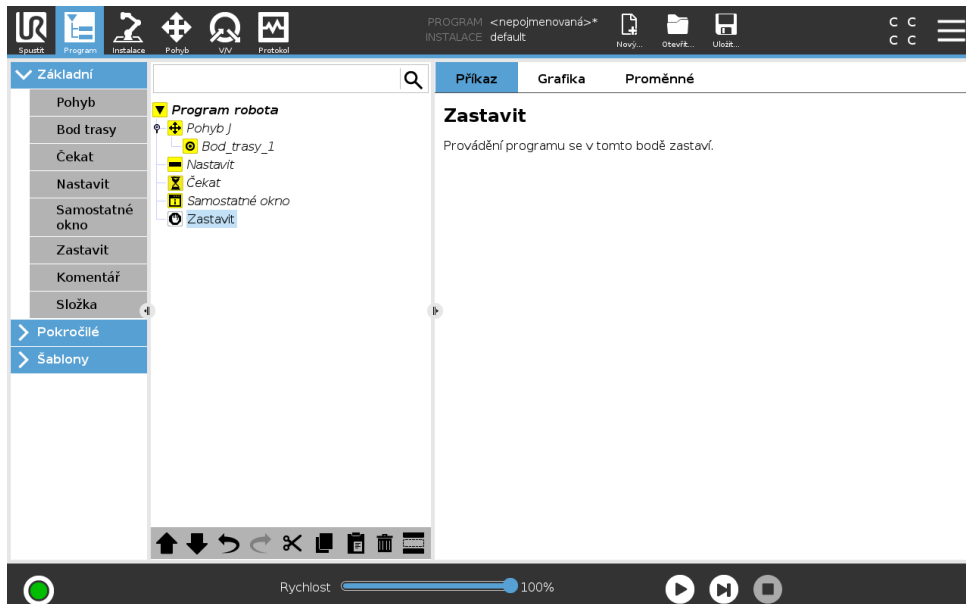 UR
Spustit
Program
Instalace
Pohyb
V/V
Protokol
PROGRAM <nepojmenovaná>*
INSTALACE default
Nový...
Otevřít...
Uložit...
C C
C C
Základní
Pohyb
Bod trasy
Čekat
Nastavit
Samostatné
okno
Zastavit
Komentář
Složka
Pokročilé
Šablony
Program robota
Pohyb J
Bod_trasy_1
Nastavit
Čekat
Samostatné okno
Zastavit
Příkaz Grafika Proměnné
Zastavit
Provádění programu se v tomto bodě zastaví.
Rychlost 100%